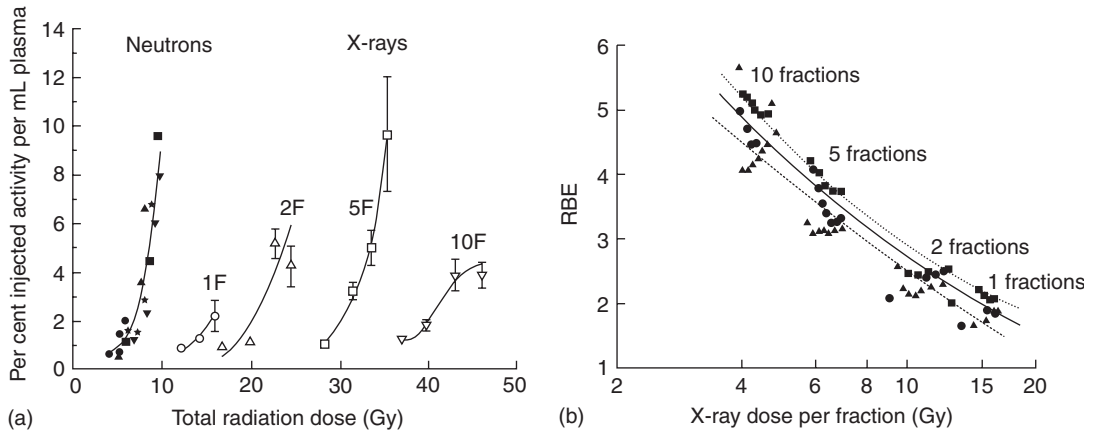 Per cent injected activity per mL plasma
14
12
10
8
6
4
2
0
Neutrons
X-rays
1F
2F
5F
10F
0
10
20
30
40
50
Total radiation dose (Gy)
(a)
RBE
6
5
4
3
2
1
10 fractions
5 fractions
2 fractions
1 fractions
2
4
6
8
10
15
20
X-ray dose per fraction (Gy)
(b)